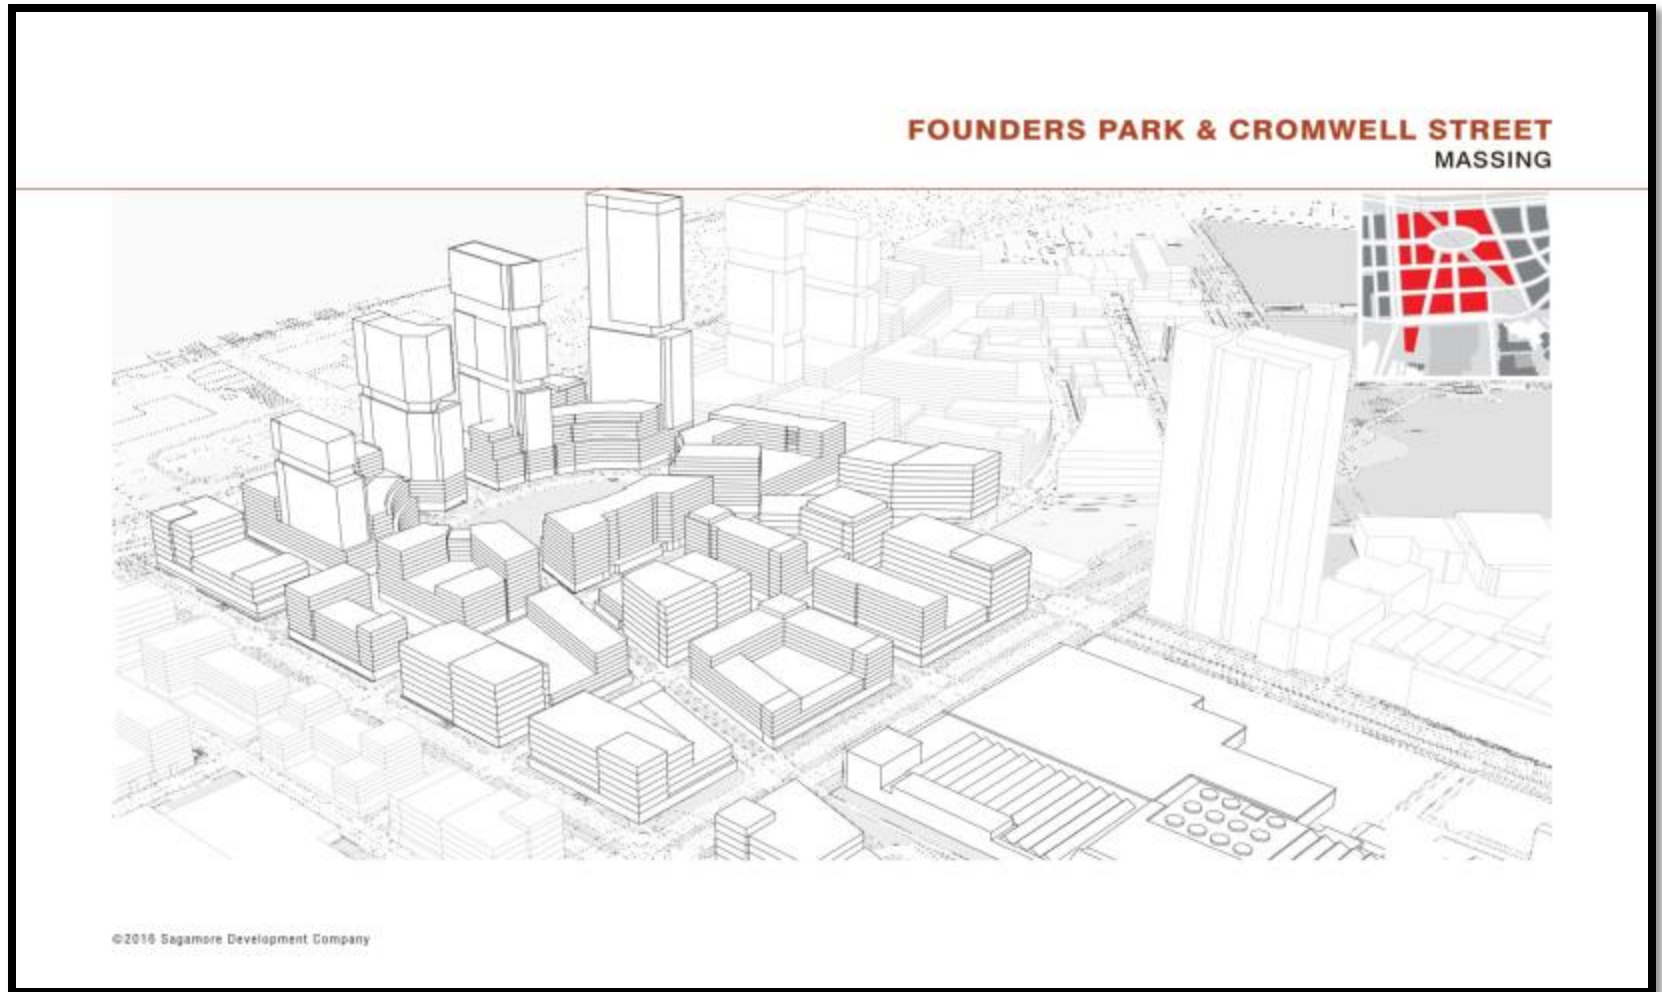 FOUNDERS PARK & CROMWELL STREET
MASSING
©2016 Sagamore Development Company